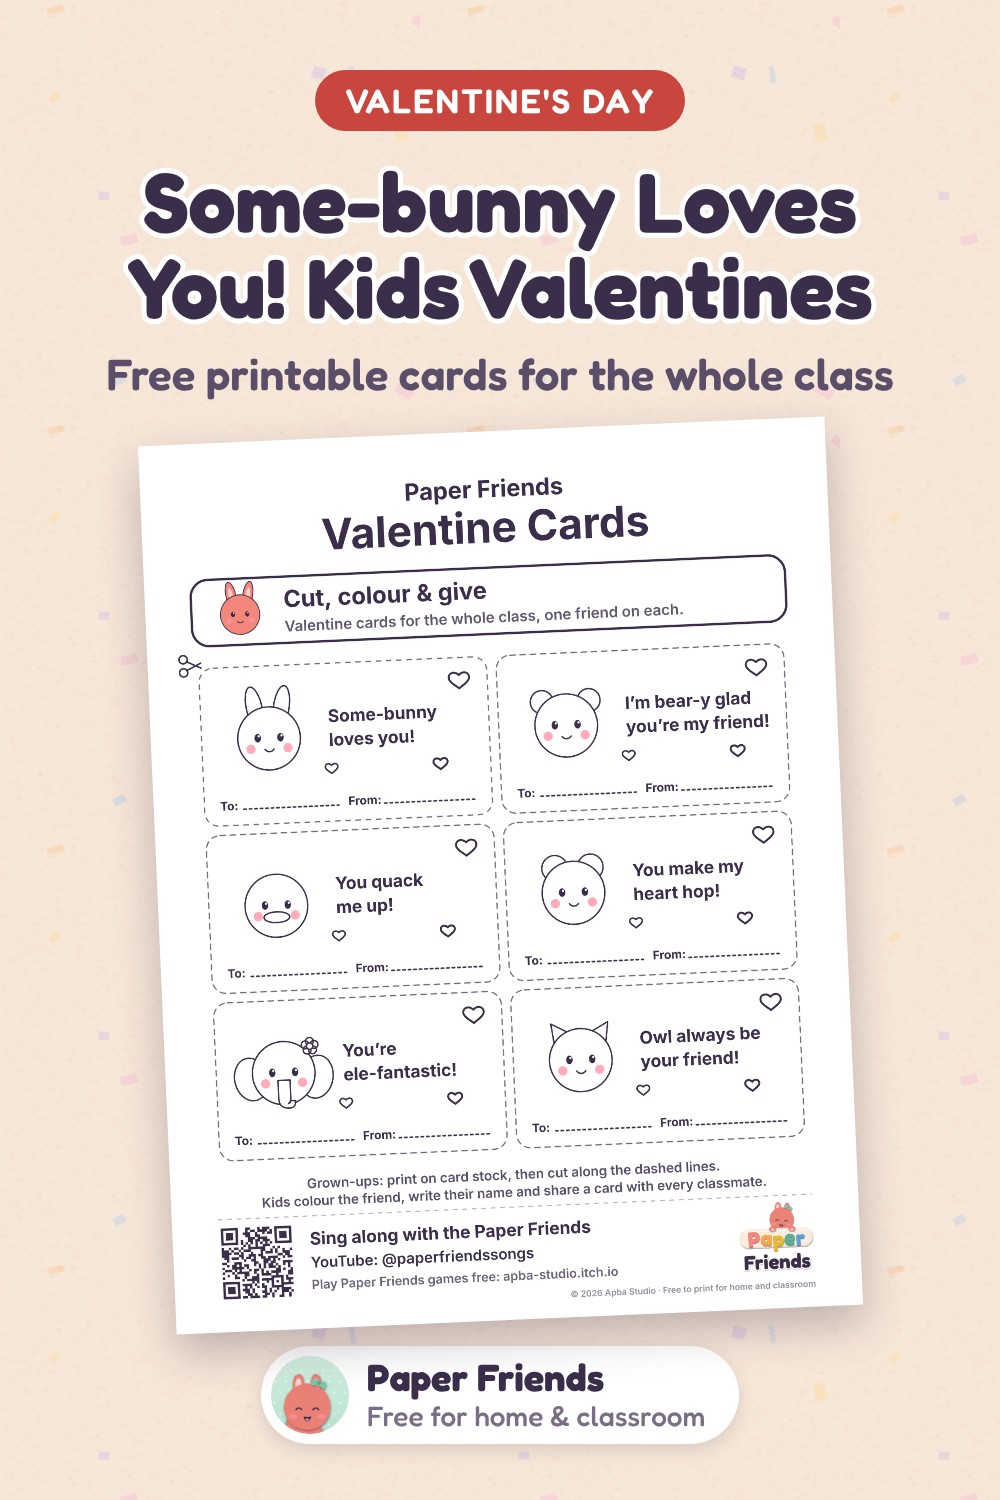 VALENTINE'S DAY
Some-bunny Loves
You! Kids Valentines
Free printable cards for the whole class
Paper Friends
Valentine Cards
Cut, colour & give
Valentine cards for the whole class, one friend on each.
Some-bunny
loves you!
To: From:
I'm bear-y glad
you're my friend!
To: From:
You quack
me up!
To: From:
You make my
heart hop!
To: From:
You're
ele-fantastic!
To: From:
Owl always be
your friend!
To: From:
Grown-ups: print on card stock, then cut along the dashed lines.
Kids colour the friend, write their name and share a card with every classmate.
Sing along with the Paper Friends
YouTube: @paperfriendssongs
Play Paper Friends games free: apba-studio.itch.io
Paper
Friends
© 2026 Apba Studio · Free to print for home and classroom
Paper Friends
Free for home & classroom